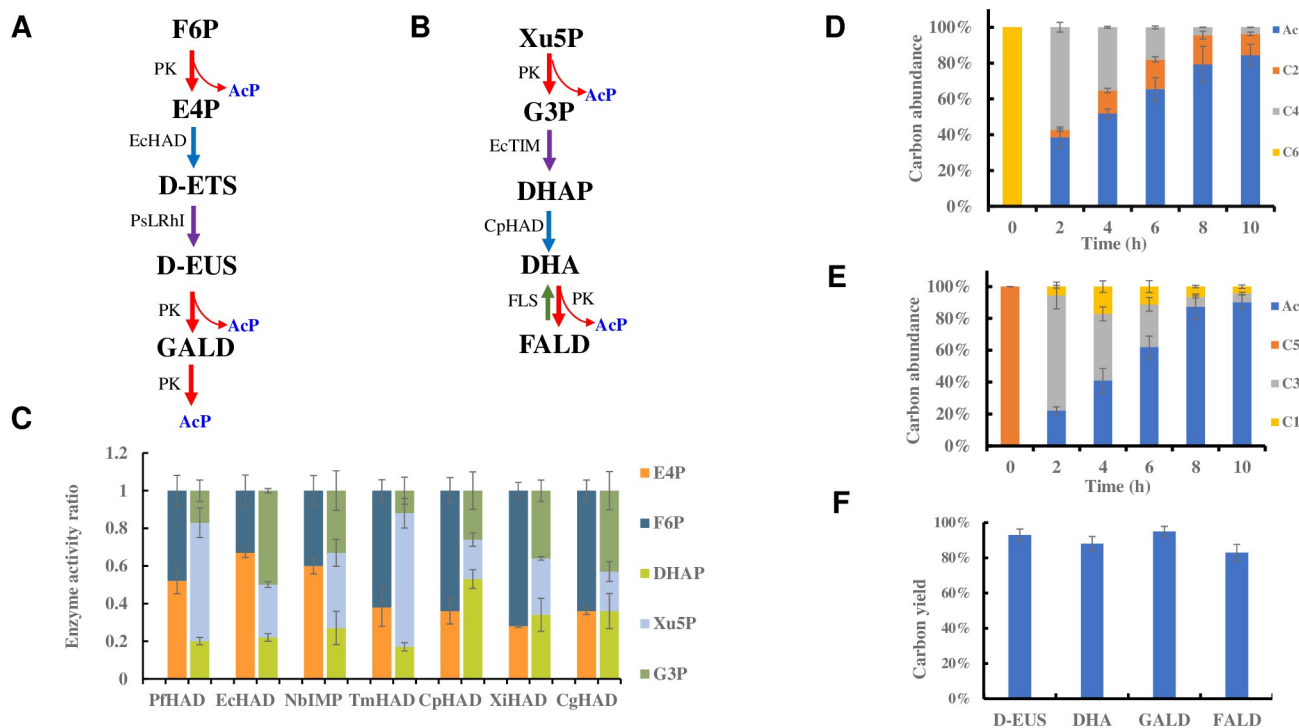 A
F6P
PK
AcP
E4P
EcHAD
D-ETS
PsLRhI
D-EUS
PK
AcP
GALD
PK
AcP
B
Xu5P
PK
AcP
G3P
EcTIM
DHAP
CpHAD
DHA
FLS
PK
AcP
FALD
C
Enzyme activity ratio
1.2
1
0.8
0.6
0.4
0.2
0
PfHAD EcHAD NbIMP TmHAD CpHAD XiHAD CgHAD
E4P
F6P
DHAP
Xu5P
G3P
D
Carbon abundance
100%
80%
60%
40%
20%
0%
0 2 4 6 8 10
Time (h)
Ac
C2
C4
C6
E
Carbon abundance
100%
80%
60%
40%
20%
0%
0 2 4 6 8 10
Time (h)
Ac
C5
C3
C1
F
Carbon yield
100%
80%
60%
40%
20%
0%
D-EUS DHA GALD FALD